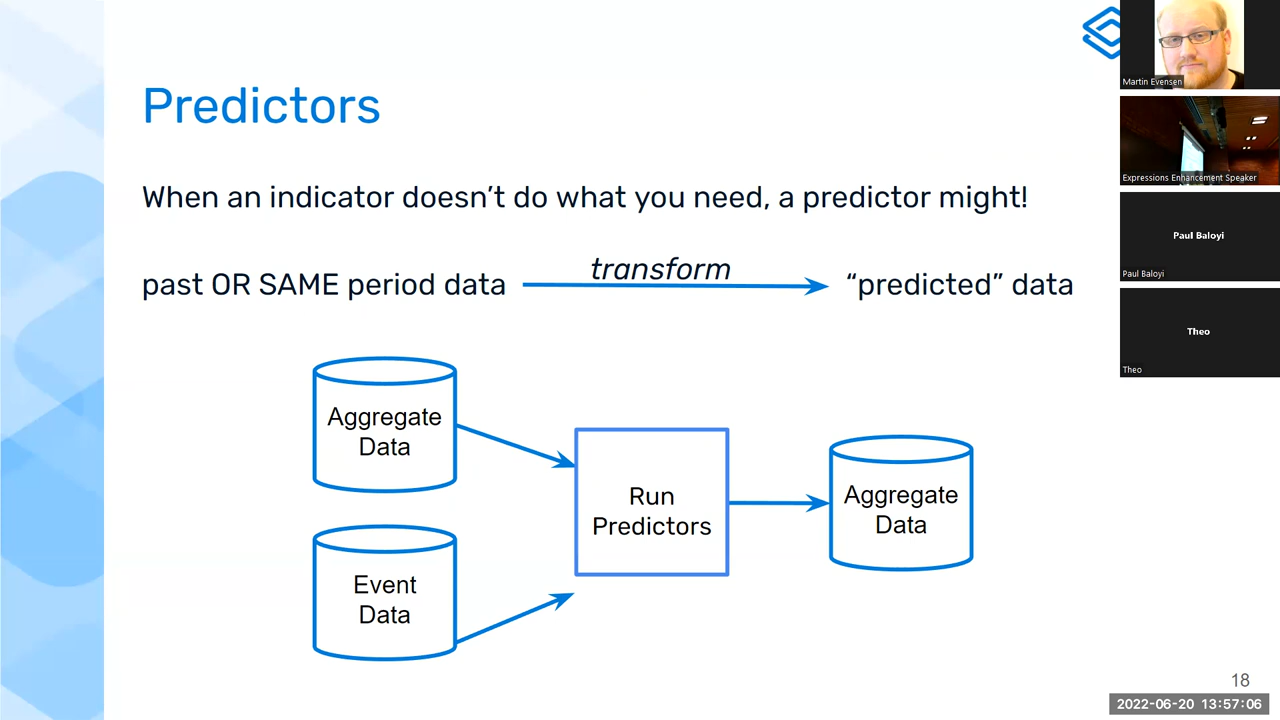 Predictors
When an indicator doesn't do what you need, a predictor might!
past OR SAME period data
transform
“predicted” data
Aggregate
Data
Event
Data
Run
Predictors
Aggregate
Data
18
Martin Evensen
Expressions Enhancement Speaker
Paul Baloyi
Paul Baloyi
Theo
Theo
2022-06-20 13:57:06